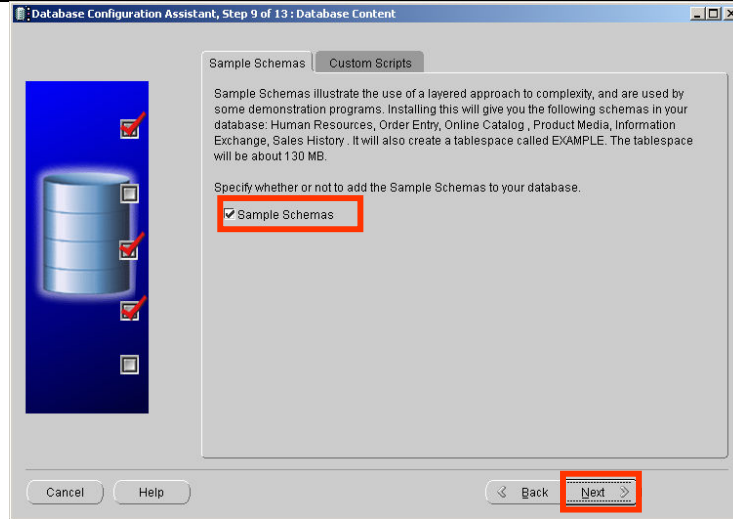 Database Configuration Assistant, Step 9 of 13 : Database Content
Sample Schemas
Custom Scripts
Sample Schemas illustrate the use of a layered approach to complexity, and are used by
some demonstration programs. Installing this will give you the following schemas in your
database: Human Resources, Order Entry, Online Catalog , Product Media, Information
Exchange, Sales History . It will also create a tablespace called EXAMPLE. The tablespace
will be about 130 MB.
Specify whether or not to add the Sample Schemas to your database.
Sample Schemas
Cancel
Help
Back
Next